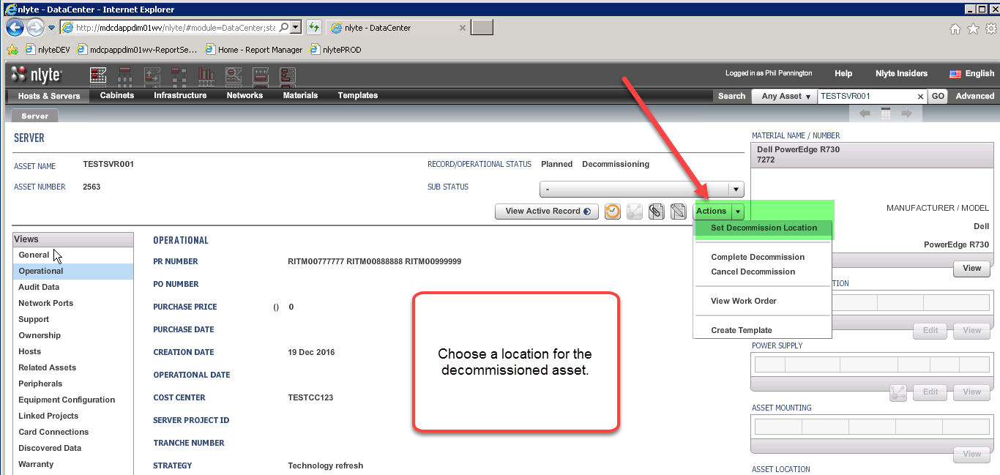 nlyte - DataCenter - Internet Explorer
http://mdcdappdim01wv/nlyte/#module=DataCenter;sta
nlyte - DataCenter
nlyteDEV mdcpappdim01wv-ReportSe... Home - Report Manager nlytePROD
nlyte
Logged in as Phil Pennington Help Nlyte Insiders English
Hosts & Servers Cabinets Infrastructure Networks Materials Templates Search Any Asset TESTSVR001 GO Advanced
Server
SERVER
ASSET NAME TESTSVR001
RECORD/OPERATIONAL STATUS Planned Decommissioning
ASSET NUMBER 2563
SUB STATUS -
View Active Record
Actions
Set Decommission Location
Complete Decommission
Cancel Decommission
View Work Order
Create Template
Views
General
Operational
Audit Data
Network Ports
Support
Ownership
Hosts
Related Assets
Peripherals
Equipment Configuration
Linked Projects
Card Connections
Discovered Data
Warranty
OPERATIONAL
PR NUMBER RITM00777777 RITM00888888 RITM00999999
PO NUMBER
PURCHASE PRICE () 0
PURCHASE DATE
CREATION DATE 19 Dec 2016
OPERATIONAL DATE
COST CENTER TESTCC123
SERVER PROJECT ID
TRANCHE NUMBER
STRATEGY Technology refresh
Choose a location for the
decommissioned asset.
MATERIAL NAME / NUMBER
Dell PowerEdge R730
7272
MANUFACTURER / MODEL
Dell
PowerEdge R730
View
TION
Edit View
POWER SUPPLY
Edit View
ASSET MOUNTING
View
ASSET LOCATION